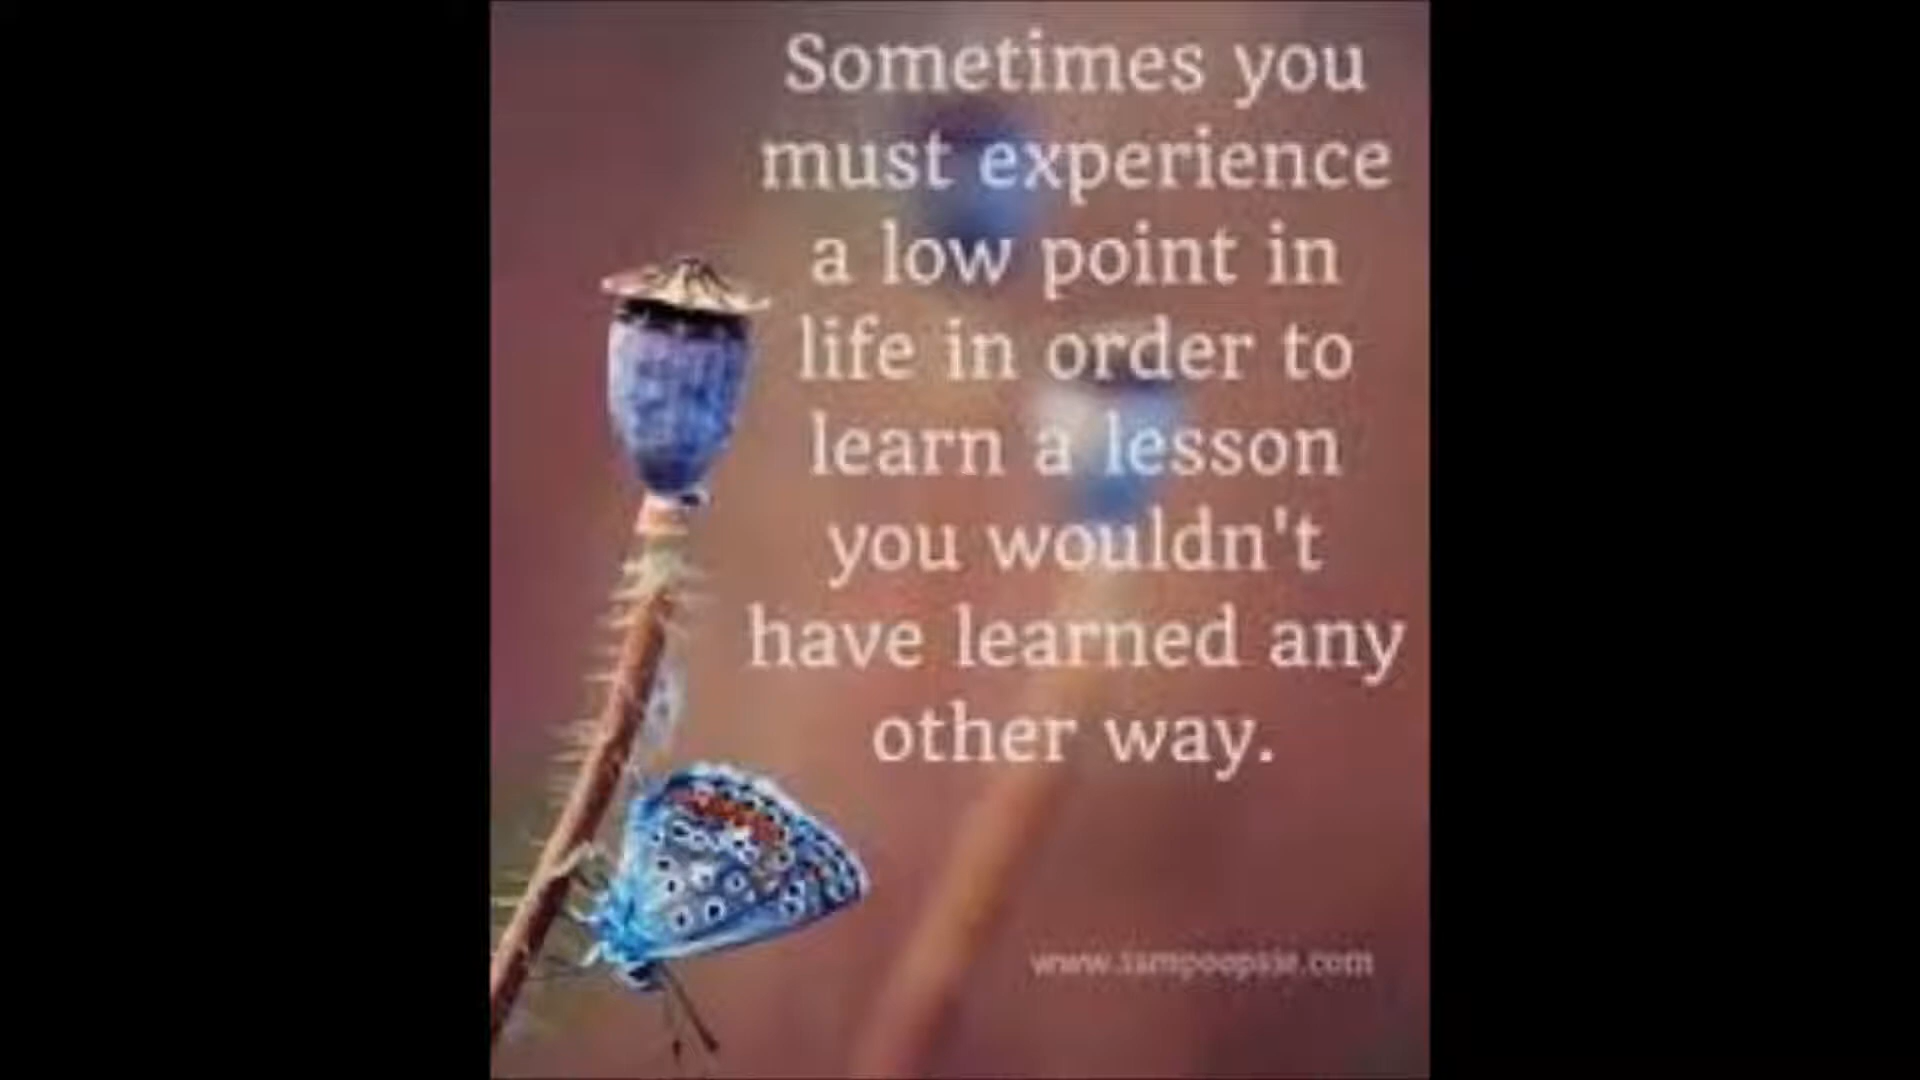 Sometimes you
must experience
a low point in
life in order to
learn a lesson
you wouldn't
have learned any
other way.